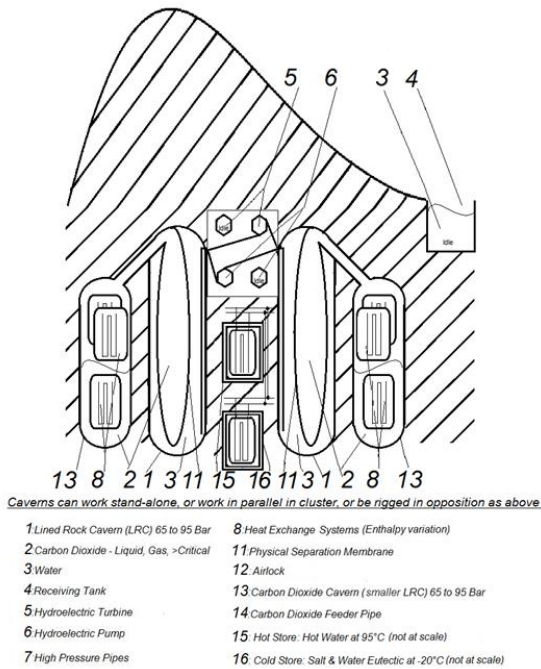 5 6 3 4
Idle
Idle
Idle
13 8 2 1 3 11 15 16 11 3 1 2 8 13
Caverns can work stand-alone, or work in parallel in cluster, or be rigged in opposition as above
1 Lined Rock Cavern (LRC) 65 to 95 Bar
2 Carbon Dioxide - Liquid, Gas, >Critical
3 Water
4 Receiving Tank
5 Hydroelectric Turbine
6 Hydroelectric Pump
7 High Pressure Pipes
8 Heat Exchange Systems (Enthalpy variation)
11 Physical Separation Membrane
12 Airlock
13 Carbon Dioxide Cavern (smaller LRC) 65 to 95 Bar
14 Carbon Dioxide Feeder Pipe
15: Hot Store: Hot Water at 95°C (not at scale)
16: Cold Store: Salt & Water Eutectic at -20°C (not at scale)